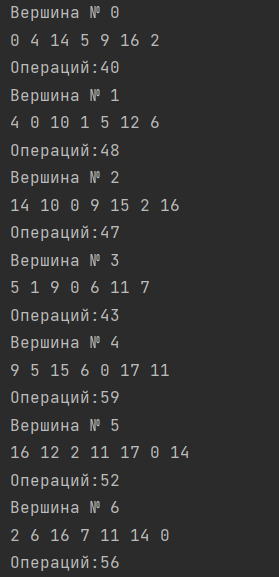 Вершина № 0
0 4 14 5 9 16 2
Операций:40
Вершина № 1
4 0 10 1 5 12 6
Операций:48
Вершина № 2
14 10 0 9 15 2 16
Операций:47
Вершина № 3
5 1 9 0 6 11 7
Операций:43
Вершина № 4
9 5 15 6 0 17 11
Операций:59
Вершина № 5
16 12 2 11 17 0 14
Операций:52
Вершина № 6
2 6 16 7 11 14 0
Операций:56